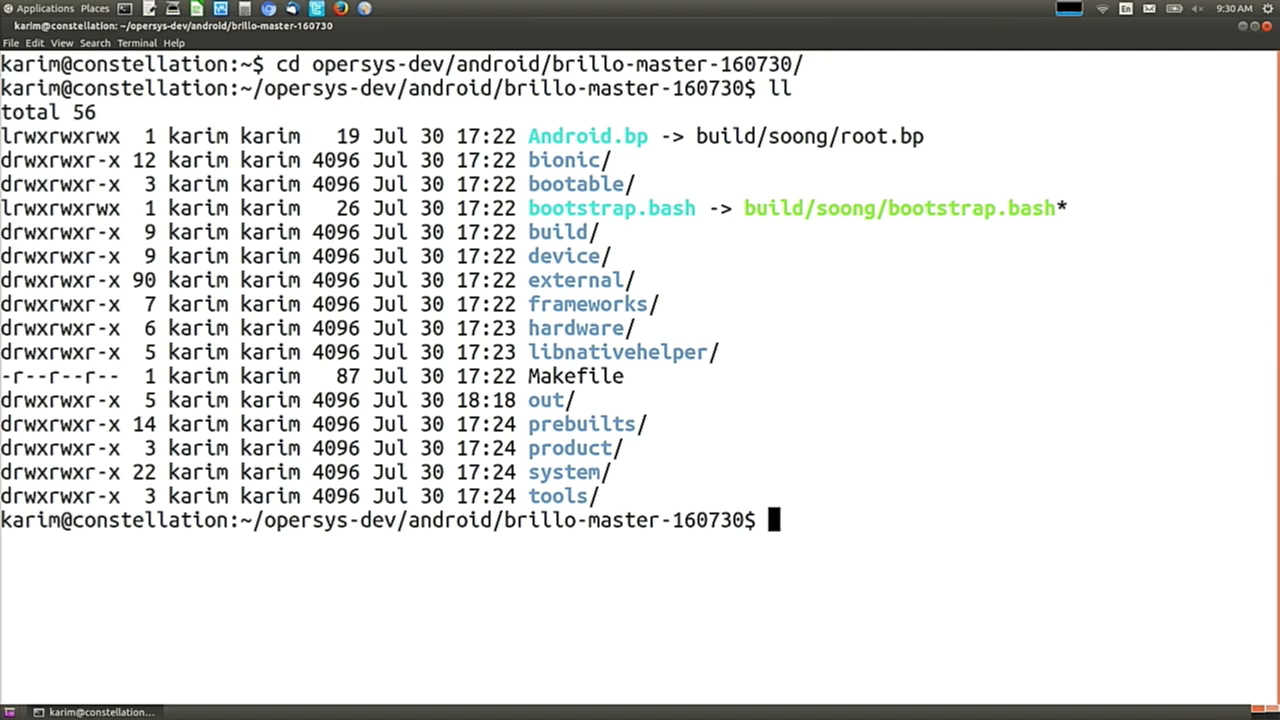 Applications Places
En
9:30 AM
karim@constellation: ~/opersys-dev/android/brillo-master-160730
File Edit View Search Terminal Help
karim@constellation:~$ cd opersys-dev/android/brillo-master-160730/
karim@constellation:~/opersys-dev/android/brillo-master-160730$ ll
total 56
lrwxrwxrwx 1 karim karim 19 Jul 30 17:22 Android.bp -> build/soong/root.bp
drwxrwxr-x 12 karim karim 4096 Jul 30 17:22 bionic/
drwxrwxr-x 3 karim karim 4096 Jul 30 17:22 bootable/
lrwxrwxrwx 1 karim karim 26 Jul 30 17:22 bootstrap.bash -> build/soong/bootstrap.bash*
drwxrwxr-x 9 karim karim 4096 Jul 30 17:22 build/
drwxrwxr-x 9 karim karim 4096 Jul 30 17:22 device/
drwxrwxr-x 90 karim karim 4096 Jul 30 17:22 external/
drwxrwxr-x 7 karim karim 4096 Jul 30 17:22 frameworks/
drwxrwxr-x 6 karim karim 4096 Jul 30 17:23 hardware/
drwxrwxr-x 5 karim karim 4096 Jul 30 17:23 libnativehelper/
-r--r--r-- 1 karim karim 87 Jul 30 17:22 Makefile
drwxrwxr-x 5 karim karim 4096 Jul 30 18:18 out/
drwxrwxr-x 14 karim karim 4096 Jul 30 17:24 prebuilts/
drwxrwxr-x 3 karim karim 4096 Jul 30 17:24 product/
drwxrwxr-x 22 karim karim 4096 Jul 30 17:24 system/
drwxrwxr-x 3 karim karim 4096 Jul 30 17:24 tools/
karim@constellation:~/opersys-dev/android/brillo-master-160730$
karim@constellation...